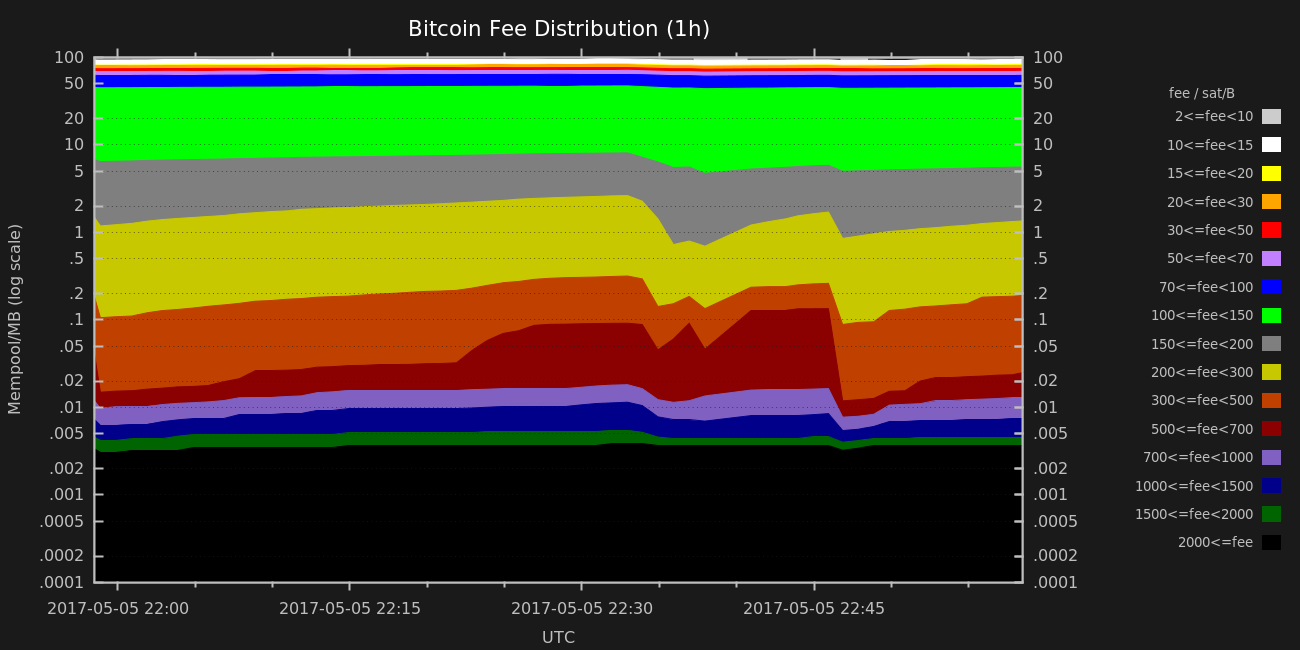 Bitcoin Fee Distribution (1h)
100
50
20
10
5
2
1
.5
.2
.1
.05
.02
.01
.005
.002
.001
.0005
.0002
.0001
Mempool/MB (log scale)
100
50
20
10
5
2
1
.5
.2
.1
.05
.02
.01
.005
.002
.001
.0005
.0002
.0001
2017-05-05 22:00
2017-05-05 22:15
2017-05-05 22:30
2017-05-05 22:45
UTC
fee / sat/B
2<=fee<10
10<=fee<15
15<=fee<20
20<=fee<30
30<=fee<50
50<=fee<70
70<=fee<100
100<=fee<150
150<=fee<200
200<=fee<300
300<=fee<500
500<=fee<700
700<=fee<1000
1000<=fee<1500
1500<=fee<2000
2000<=fee